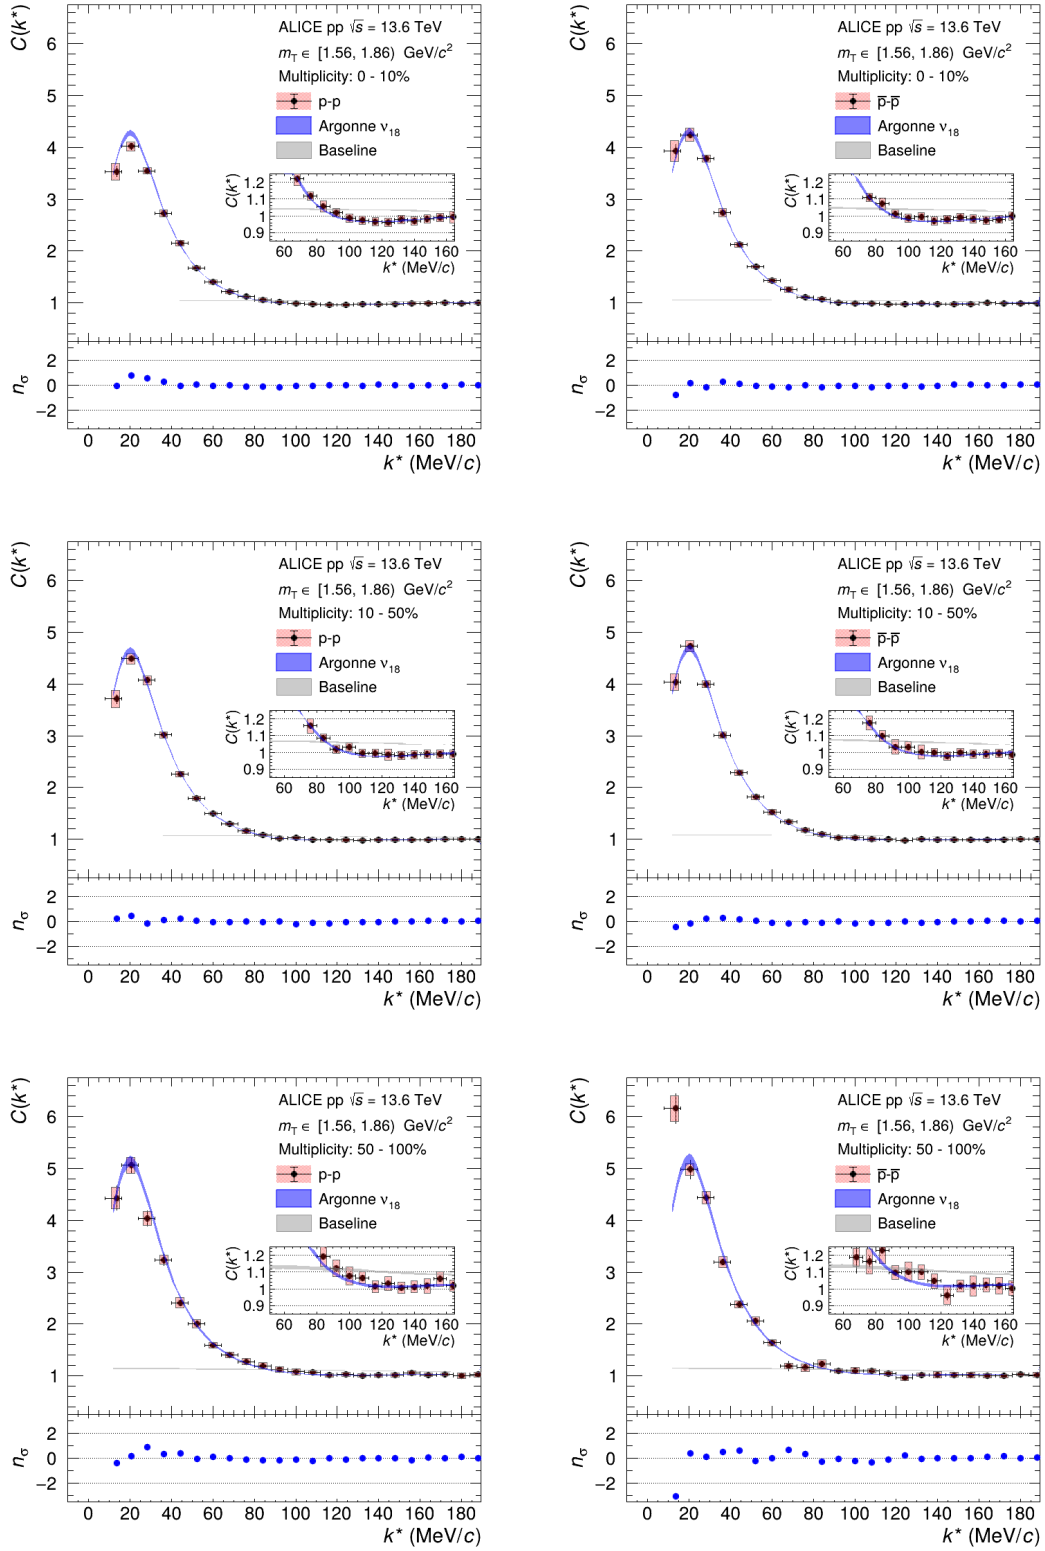 C(k*)
ALICE pp √s = 13.6 TeV
m_T ∈ [1.56, 1.86) GeV/c²
Multiplicity: 0 - 10%
p-p
Argonne ν₁₈
Baseline
6
5
4
3
2
1
C(k*)
1.2
1.1
1
0.9
60 80 100 120 140 160
k* (MeV/c)
n_σ
2
0
−2
0 20 40 60 80 100 120 140 160 180
k* (MeV/c)
C(k*)
ALICE pp √s = 13.6 TeV
m_T ∈ [1.56, 1.86) GeV/c²
Multiplicity: 0 - 10%
p̅-p̅
Argonne ν₁₈
Baseline
6
5
4
3
2
1
C(k*)
1.2
1.1
1
0.9
60 80 100 120 140 160
k* (MeV/c)
n_σ
2
0
−2
0 20 40 60 80 100 120 140 160 180
k* (MeV/c)
C(k*)
ALICE pp √s = 13.6 TeV
m_T ∈ [1.56, 1.86) GeV/c²
Multiplicity: 10 - 50%
p-p
Argonne ν₁₈
Baseline
6
5
4
3
2
1
C(k*)
1.2
1.1
1
0.9
60 80 100 120 140 160
k* (MeV/c)
n_σ
2
0
−2
0 20 40 60 80 100 120 140 160 180
k* (MeV/c)
C(k*)
ALICE pp √s = 13.6 TeV
m_T ∈ [1.56, 1.86) GeV/c²
Multiplicity: 10 - 50%
p̅-p̅
Argonne ν₁₈
Baseline
6
5
4
3
2
1
C(k*)
1.2
1.1
1
0.9
60 80 100 120 140 160
k* (MeV/c)
n_σ
2
0
−2
0 20 40 60 80 100 120 140 160 180
k* (MeV/c)
C(k*)
ALICE pp √s = 13.6 TeV
m_T ∈ [1.56, 1.86) GeV/c²
Multiplicity: 50 - 100%
p-p
Argonne ν₁₈
Baseline
6
5
4
3
2
1
C(k*)
1.2
1.1
1
0.9
60 80 100 120 140 160
k* (MeV/c)
n_σ
2
0
−2
0 20 40 60 80 100 120 140 160 180
k* (MeV/c)
C(k*)
ALICE pp √s = 13.6 TeV
m_T ∈ [1.56, 1.86) GeV/c²
Multiplicity: 50 - 100%
p̅-p̅
Argonne ν₁₈
Baseline
6
5
4
3
2
1
C(k*)
1.2
1.1
1
0.9
60 80 100 120 140 160
k* (MeV/c)
n_σ
2
0
−2
0 20 40 60 80 100 120 140 160 180
k* (MeV/c)